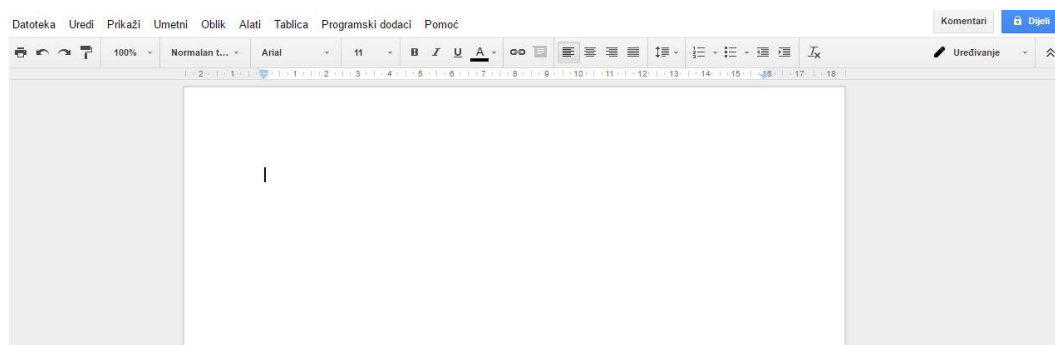 Datoteka Uredi Prikaži Umetni Oblik Alati Tablica Programski dodaci Pomoć
Komentari Dijeli
100% Normalan t... Arial 11 B I U A Uređivanje
2 1 1 2 3 4 5 6 7 8 9 10 11 12 13 14 15 16 17 18